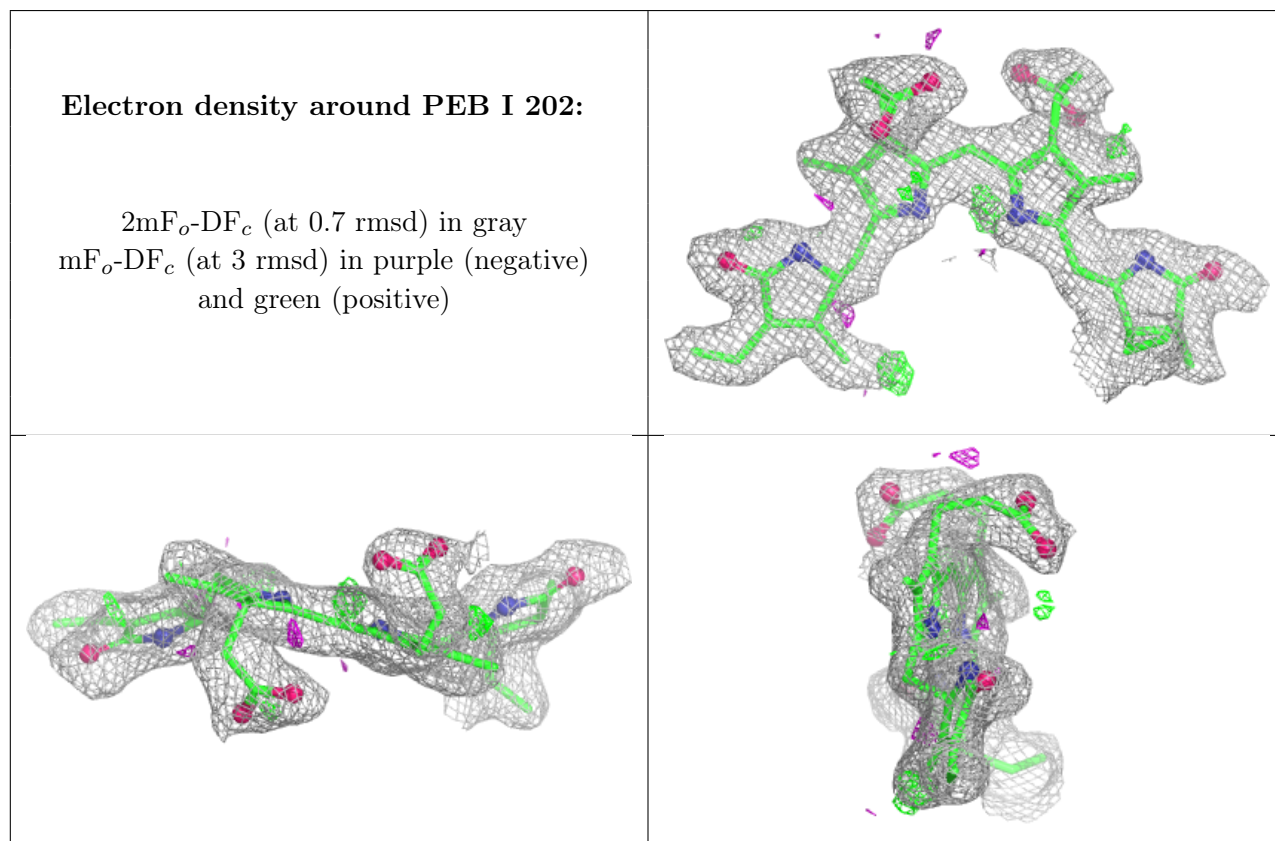 Electron density around PEB I 202:
2mFo-DFc (at 0.7 rmsd) in gray
mFo-DFc (at 3 rmsd) in purple (negative)
and green (positive)